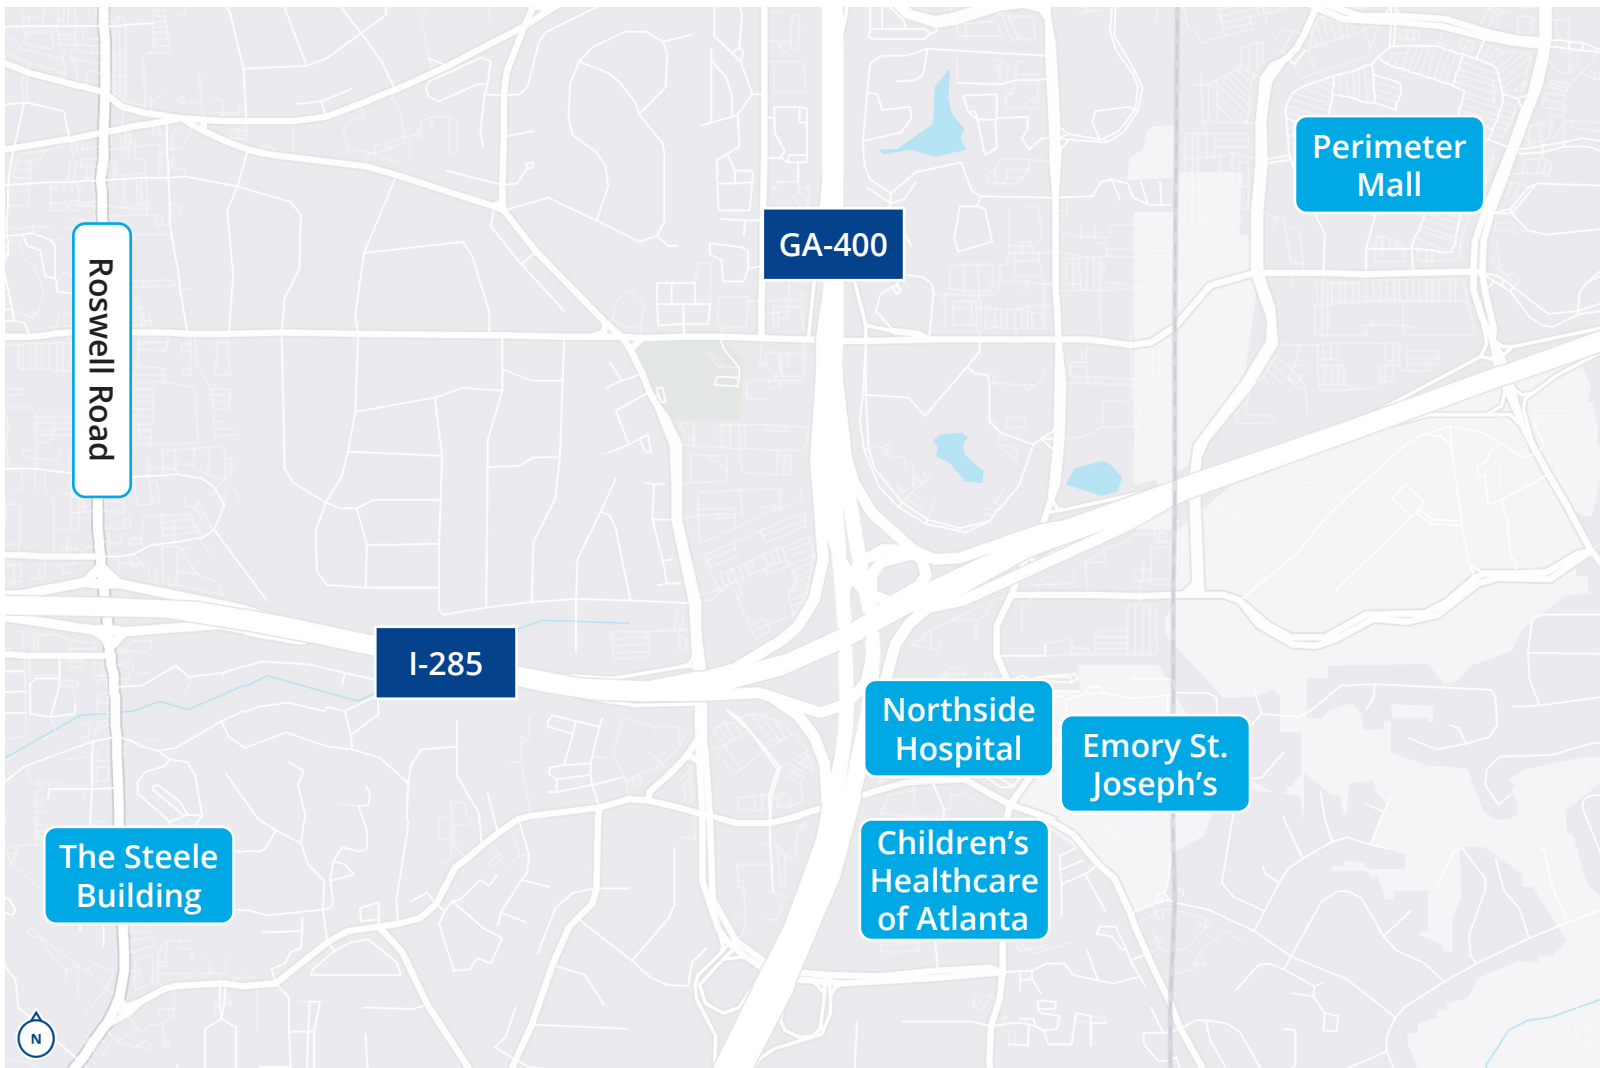 Perimeter
Mall
GA-400
Roswell Road
I-285
Northside
Hospital
Emory St.
Joseph’s
The Steele
Building
Children’s
Healthcare
of Atlanta
N